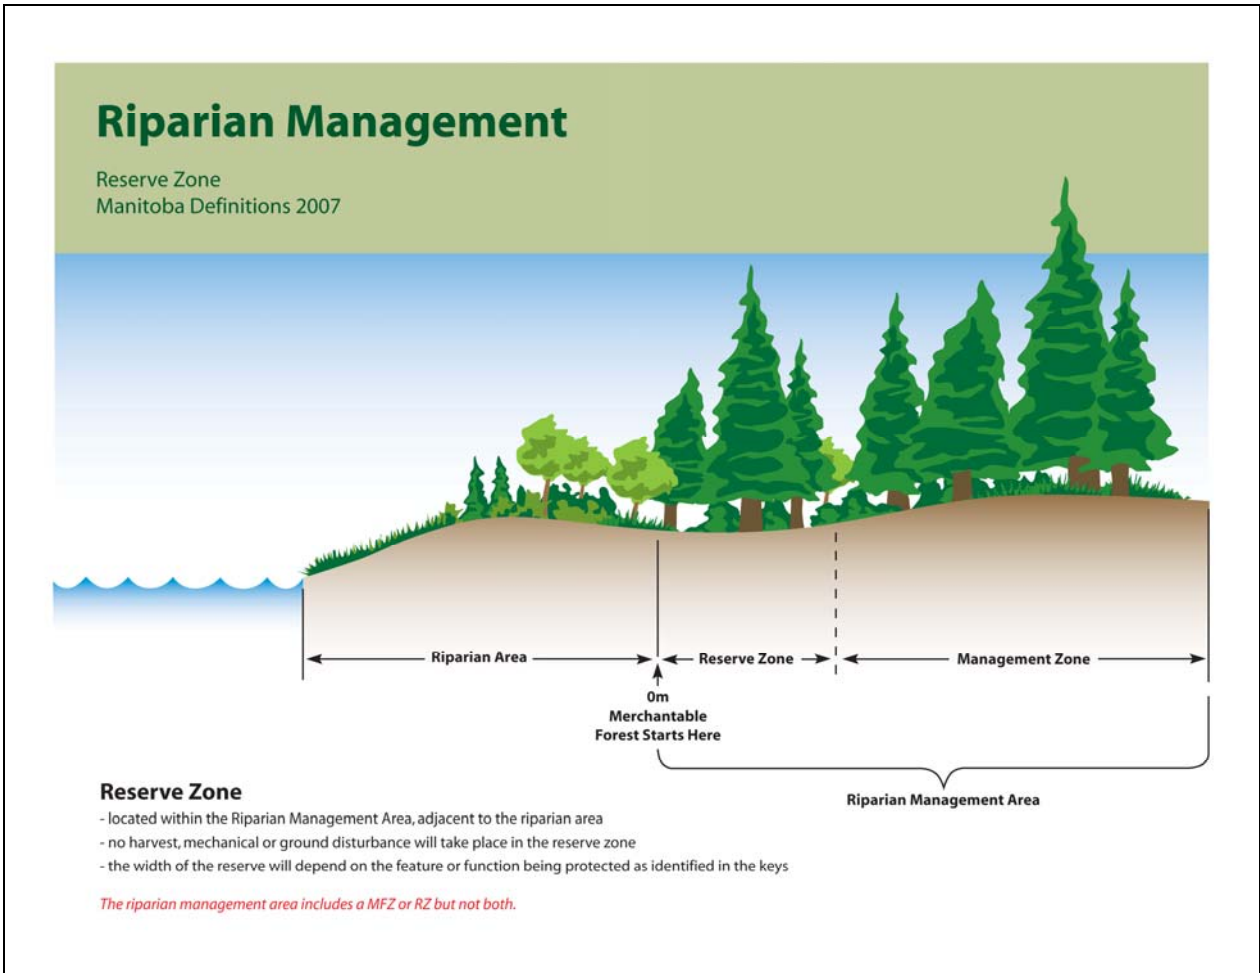 Riparian Management
Reserve Zone
Manitoba Definitions 2007
Riparian Area
Reserve Zone
Management Zone
0m
Merchantable
Forest Starts Here
Riparian Management Area
Reserve Zone
- located within the Riparian Management Area, adjacent to the riparian area
- no harvest, mechanical or ground disturbance will take place in the reserve zone
- the width of the reserve will depend on the feature or function being protected as identified in the keys
The riparian management area includes a MFZ or RZ but not both.